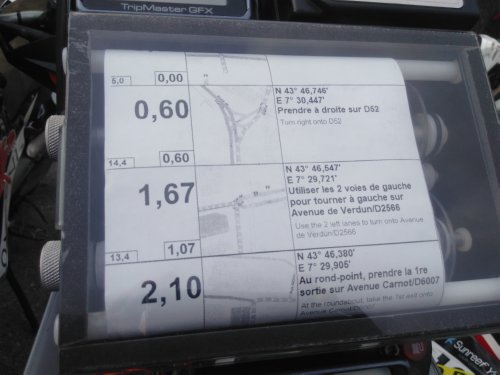 TripMaster GFX
5,0 0,00
0,60
N 43° 46,746'
E 7° 30,447'
Prendre à droite sur D52
Turn right onto D52
14,4 0,60
1,67
N 43° 46,547'
E 7° 29,721'
Utiliser les 2 voies de gauche
pour tourner à gauche sur
Avenue de Verdun/D2566
Use the 2 left lanes to turn onto Avenue
de Verdun/D2566
13,4 1,07
2,10
N 43° 46,380'
E 7° 29,905'
Au rond-point, prendre la 1re
sortie sur Avenue Carnot/D6007
At the roundabout, take the 1st exit onto
Avenue Carnot/D6007